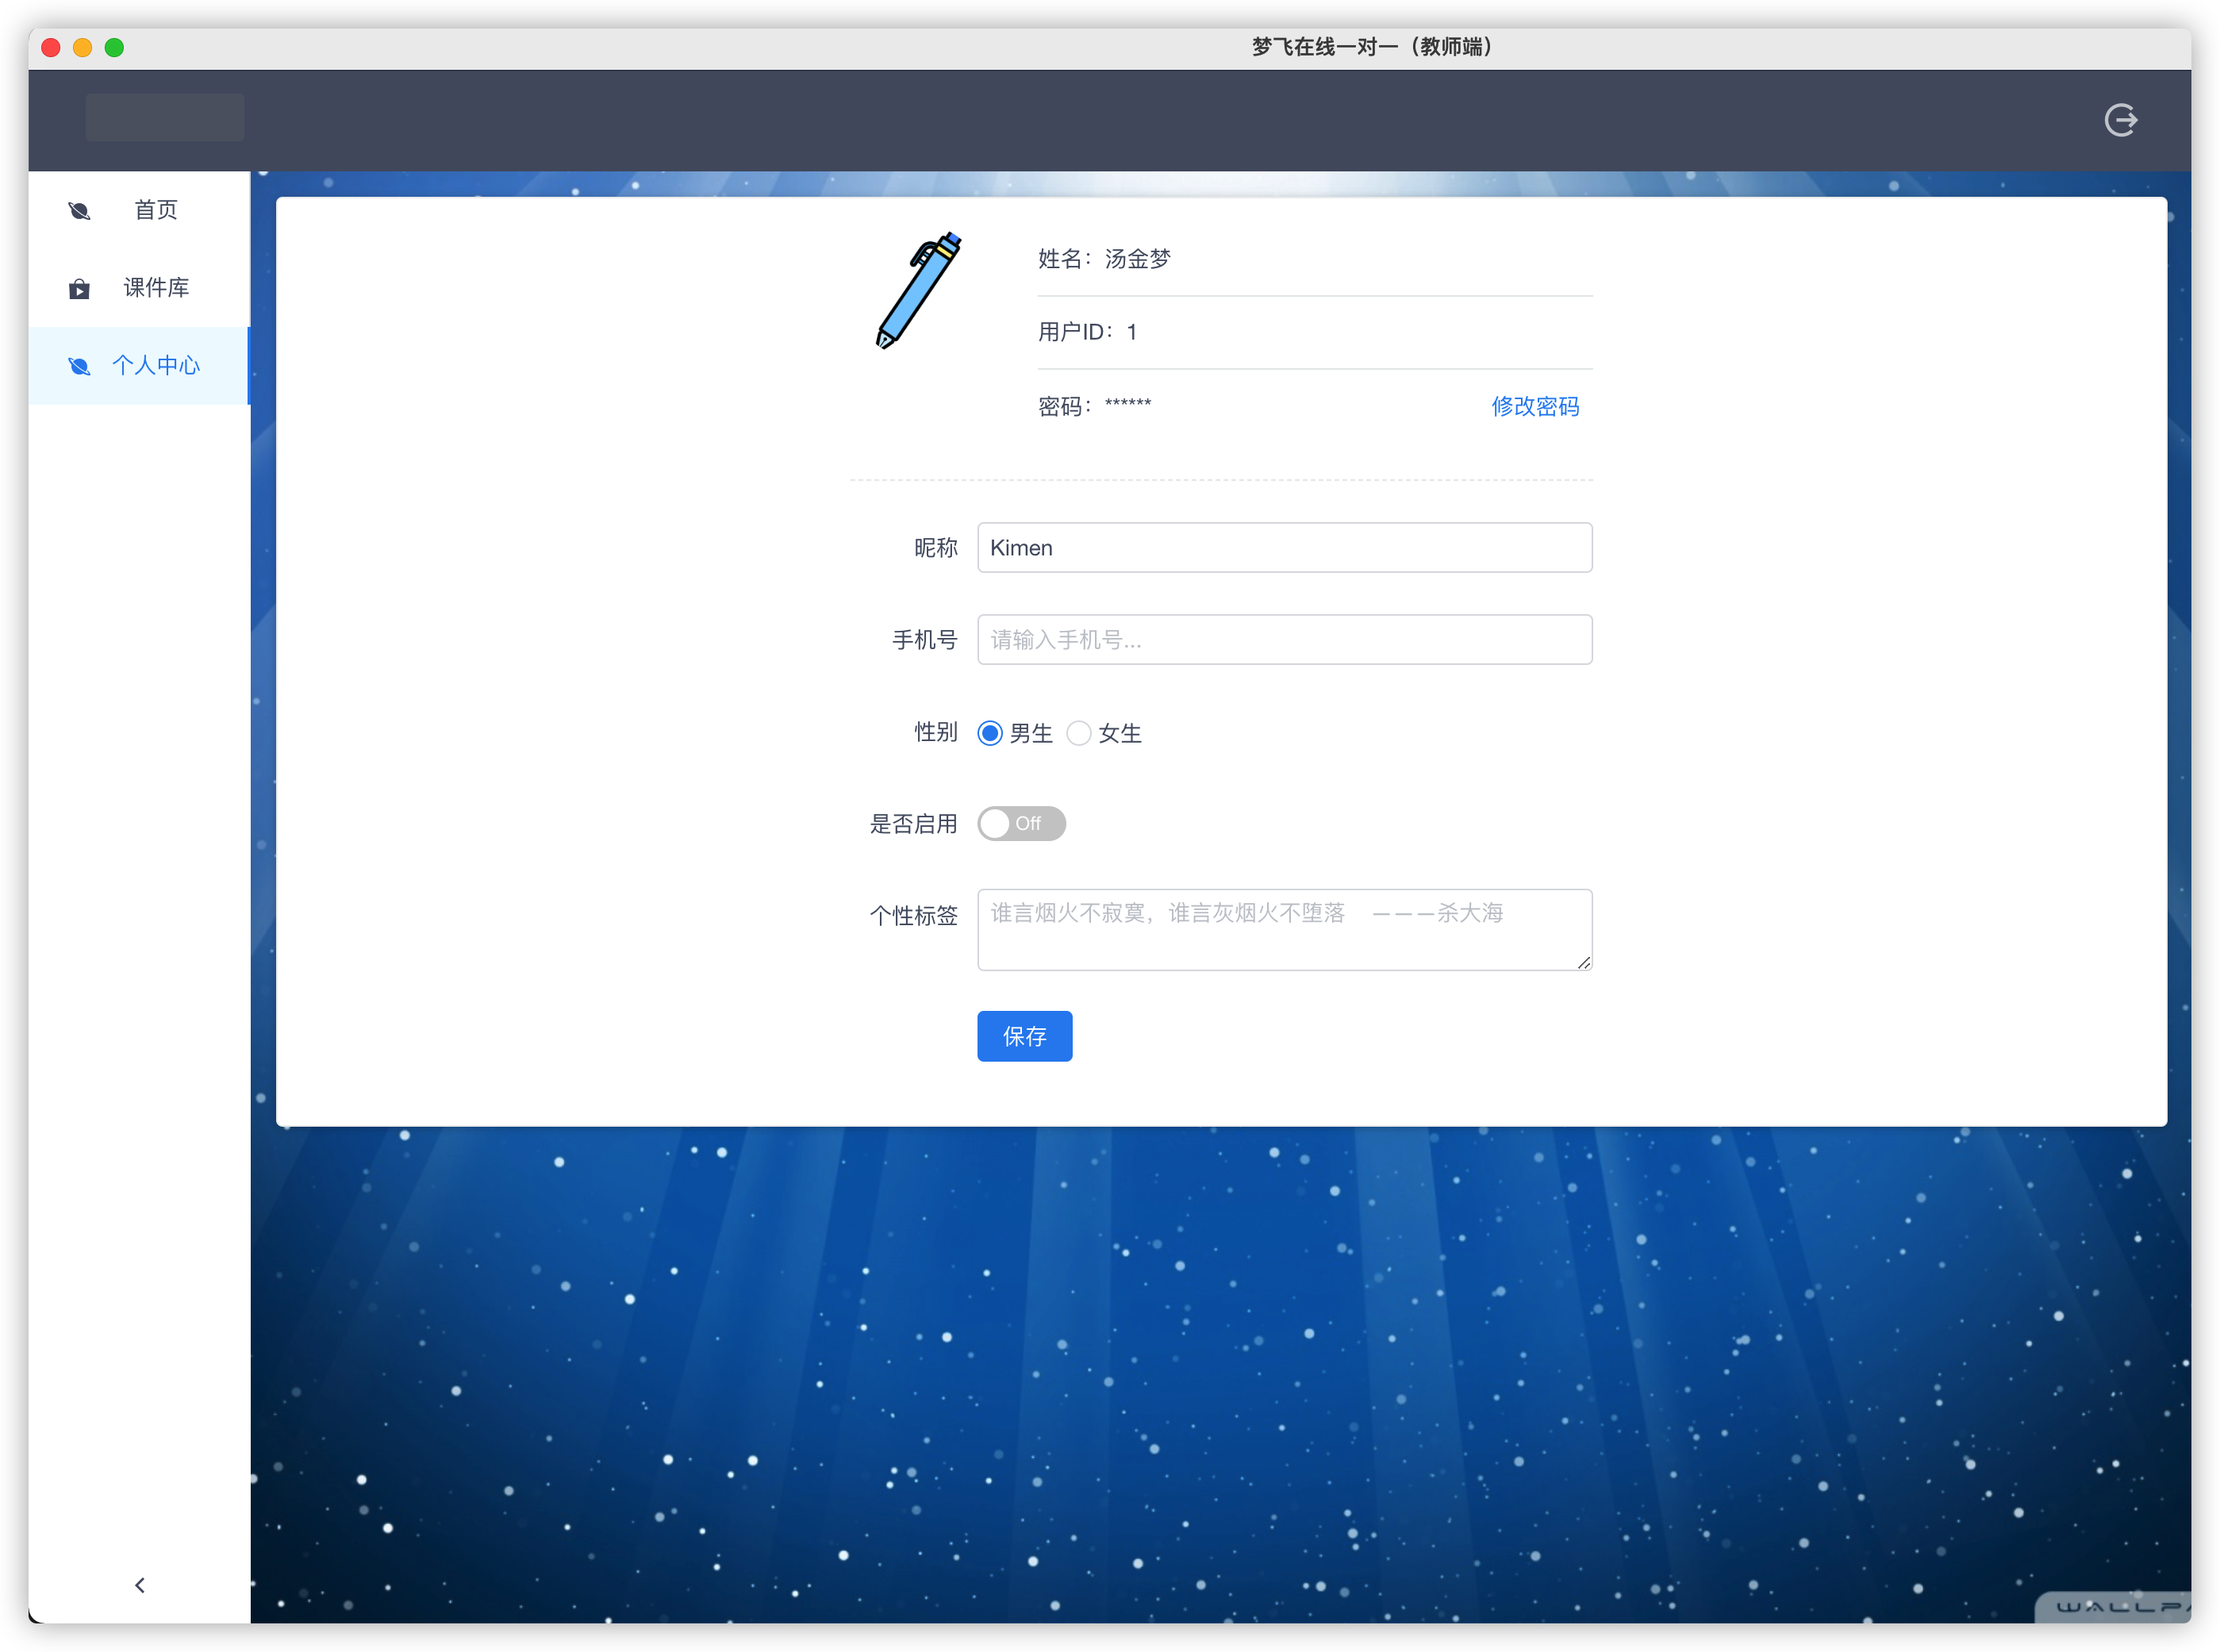 梦飞在线一对一（教师端）
首页
课件库
个人中心
姓名：汤金梦
用户ID：1
密码：******
修改密码
昵称
Kimen
手机号
请输入手机号...
性别
男生 女生
是否启用
Off
个性标签
谁言烟火不寂寞，谁言灰烟火不堕落 ———杀大海
保存